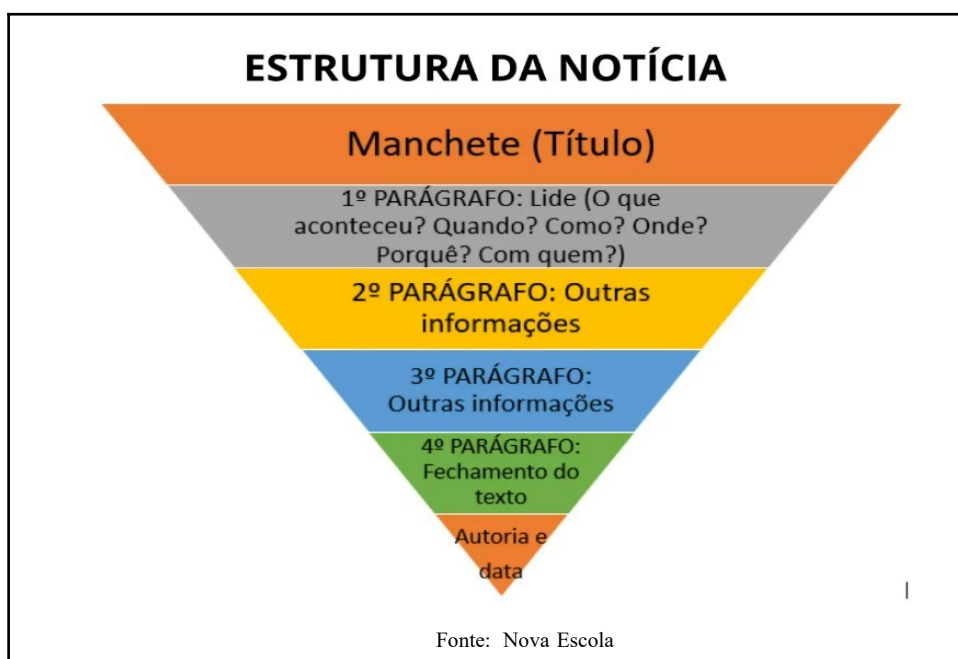 ESTRUTURA DA NOTÍCIA
Manchete (Título)
1º PARÁGRAFO: Lide (O que
aconteceu? Quando? Como? Onde?
Porquê? Com quem?)
2º PARÁGRAFO: Outras
informações
3º PARÁGRAFO:
Outras informações
4º PARÁGRAFO:
Fechamento do
texto
Autoria e
data
Fonte: Nova Escola